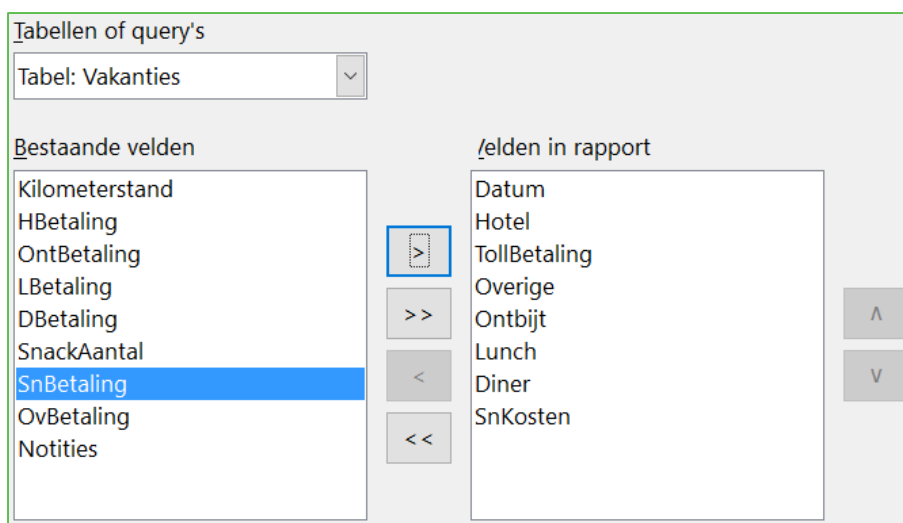 Tabellen of query's
Tabel: Vakanties
Bestaande velden
Kilometerstand
HBetaling
OntBetaling
LBetaling
DBetaling
SnackAantal
SnBetaling
OvBetaling
Notities
>
>>
<
<<
Velden in rapport
Datum
Hotel
TollBetaling
Overige
Ontbijt
Lunch
Diner
SnKosten
∧
∨